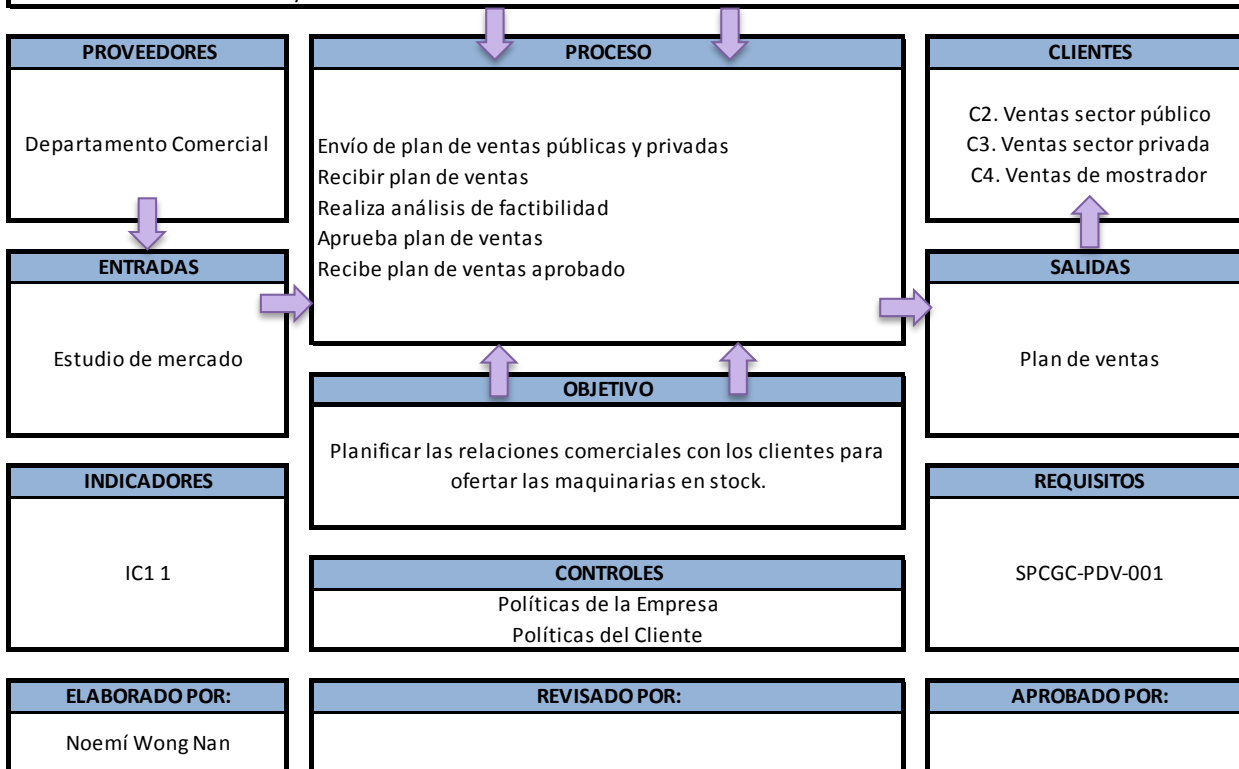 PROVEEDORES
Departamento Comercial
PROCESO
Envío de plan de ventas públicas y privadas
Recibir plan de ventas
Realiza análisis de factibilidad
Aprueba plan de ventas
Recibe plan de ventas aprobado
CLIENTES
C2. Ventas sector público
C3. Ventas sector privada
C4. Ventas de mostrador
ENTRADAS
Estudio de mercado
SALIDAS
Plan de ventas
OBJETIVO
Planificar las relaciones comerciales con los clientes para
ofertar las maquinarias en stock.
INDICADORES
IC1 1
REQUISITOS
SPCGC-PDV-001
CONTROLES
Políticas de la Empresa
Políticas del Cliente
ELABORADO POR:
Noemí Wong Nan
REVISADO POR:
APROBADO POR: